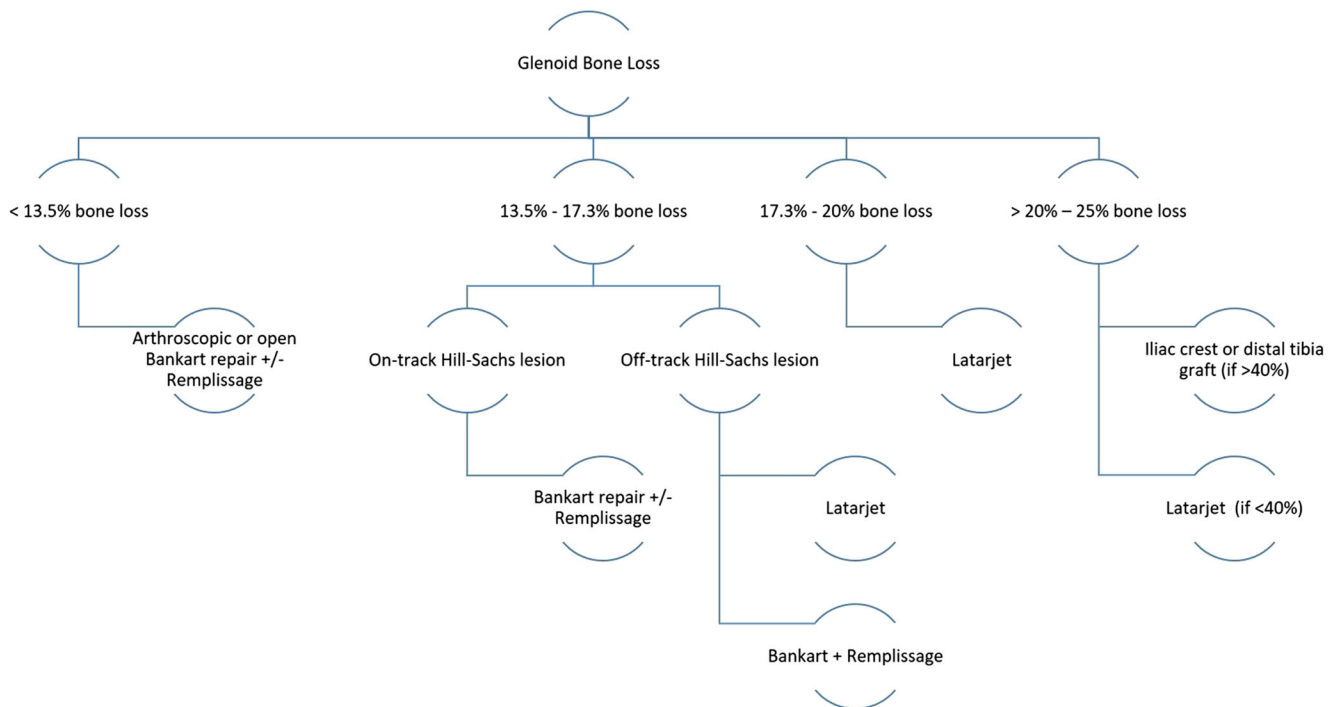 Glenoid Bone Loss
< 13.5% bone loss
13.5% - 17.3% bone loss
17.3% - 20% bone loss
> 20% – 25% bone loss
Arthroscopic or open
Bankart repair +/-
Remplissage
On-track Hill-Sachs lesion
Off-track Hill-Sachs lesion
Latarjet
Iliac crest or distal tibia
graft (if >40%)
Bankart repair +/-
Remplissage
Latarjet
Latarjet  (if <40%)
Bankart + Remplissage